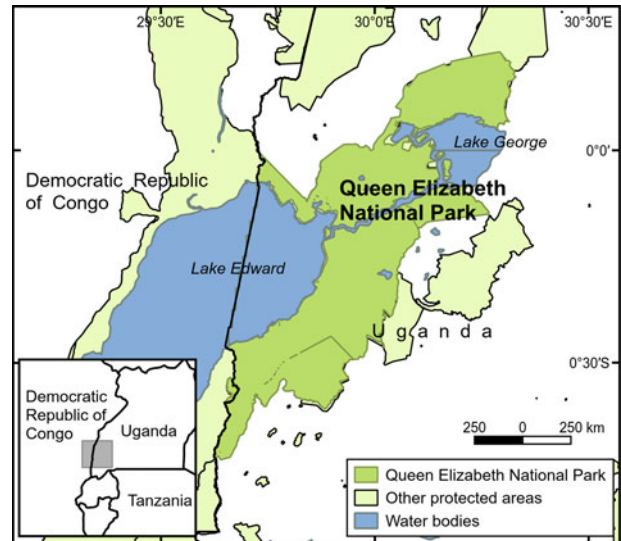 29°30'E
30°0'E
30°30'E
Lake George
0°0'
Democratic Republic
of Congo
Queen Elizabeth
National Park
Lake Edward
Uganda
0°30'S
Democratic
Republic of
Congo
Uganda
Tanzania
250 0 250 km
Queen Elizabeth National Park
Other protected areas
Water bodies